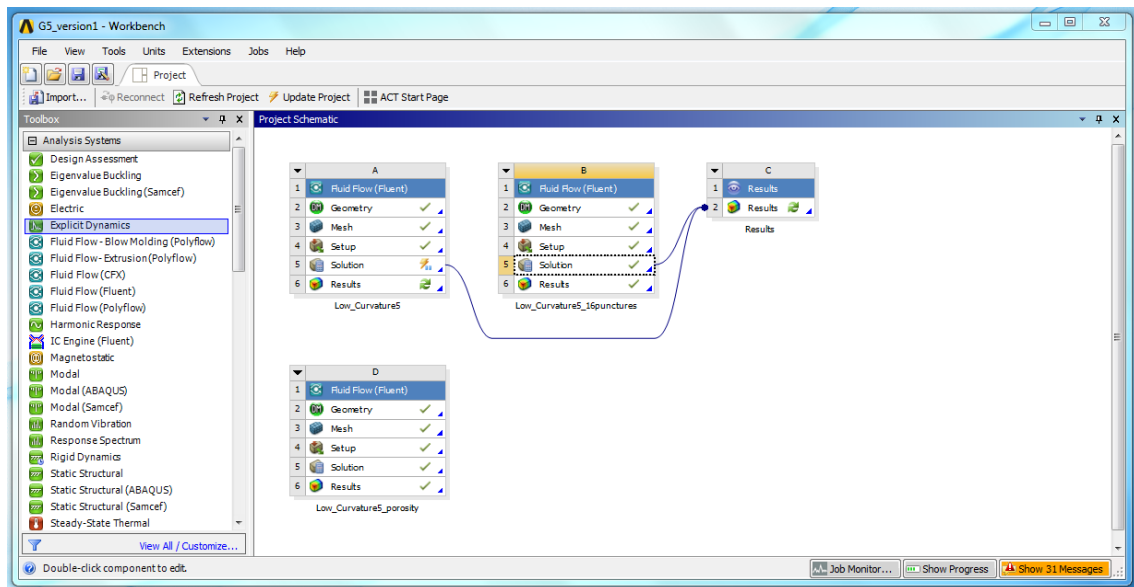 G5_version1 - Workbench
File View Tools Units Extensions Jobs Help
Project
Import... Reconnect Refresh Project Update Project ACT Start Page
Toolbox
Project Schematic
Analysis Systems
Design Assessment
Eigenvalue Buckling
Eigenvalue Buckling (Samcef)
Electric
Explicit Dynamics
Fluid Flow - Blow Molding (Polyflow)
Fluid Flow - Extrusion (Polyflow)
Fluid Flow (CFX)
Fluid Flow (Fluent)
Fluid Flow (Polyflow)
Harmonic Response
IC Engine (Fluent)
Magnetostatic
Modal
Modal (ABAQUS)
Modal (Samcef)
Random Vibration
Response Spectrum
Rigid Dynamics
Static Structural
Static Structural (ABAQUS)
Static Structural (Samcef)
Steady-State Thermal
View All / Customize...
A
1 Fluid Flow (Fluent)
2 Geometry
3 Mesh
4 Setup
5 Solution
6 Results
Low_Curvature5
B
1 Fluid Flow (Fluent)
2 Geometry
3 Mesh
4 Setup
5 Solution
6 Results
Low_Curvature5_16punctures
C
1 Results
2 Results
Results
D
1 Fluid Flow (Fluent)
2 Geometry
3 Mesh
4 Setup
5 Solution
6 Results
Low_Curvature5_porosity
Double-click component to edit.
Job Monitor... Show Progress Show 31 Messages